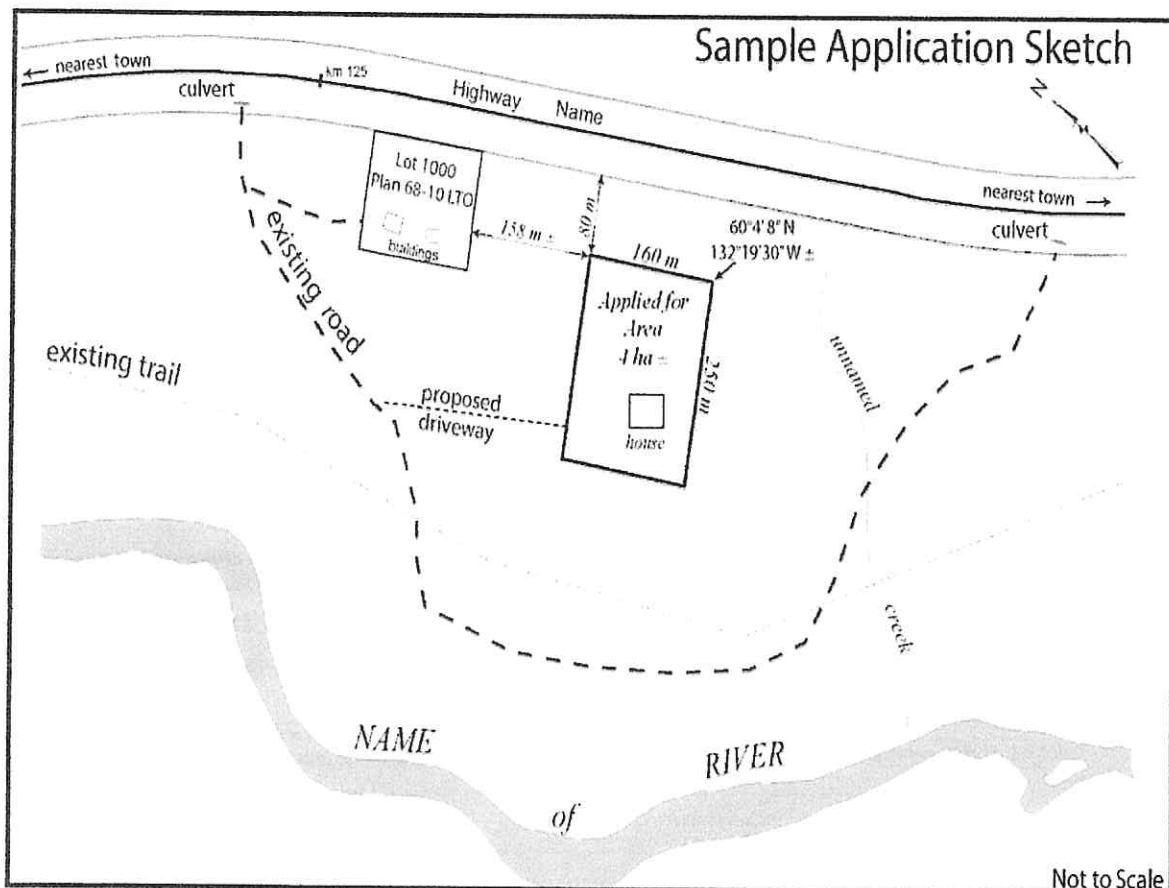 Sample Application Sketch
← nearest town
km 125
culvert
Highway Name
N
nearest town →
culvert
Lot 1000
Plan 68-10 LTO
buildings
158 m ±
80 m
160 m
60°4'8" N
132°19'30" W ±
Applied for
Area
4 ha ±
250 m
house
existing road
existing trail
proposed
driveway
unnamed
creek
NAME
of
RIVER
Not to Scale